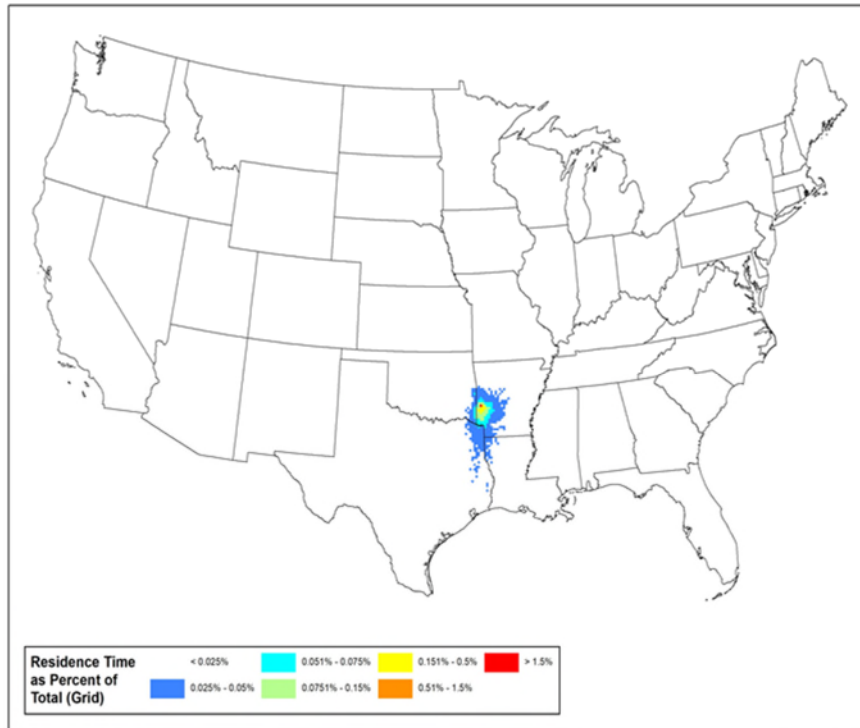 Residence Time
as Percent of
Total (Grid)
< 0.025%
0.051% - 0.075%
0.151% - 0.5%
> 1.5%
0.025% - 0.05%
0.0751% - 0.15%
0.51% - 1.5%